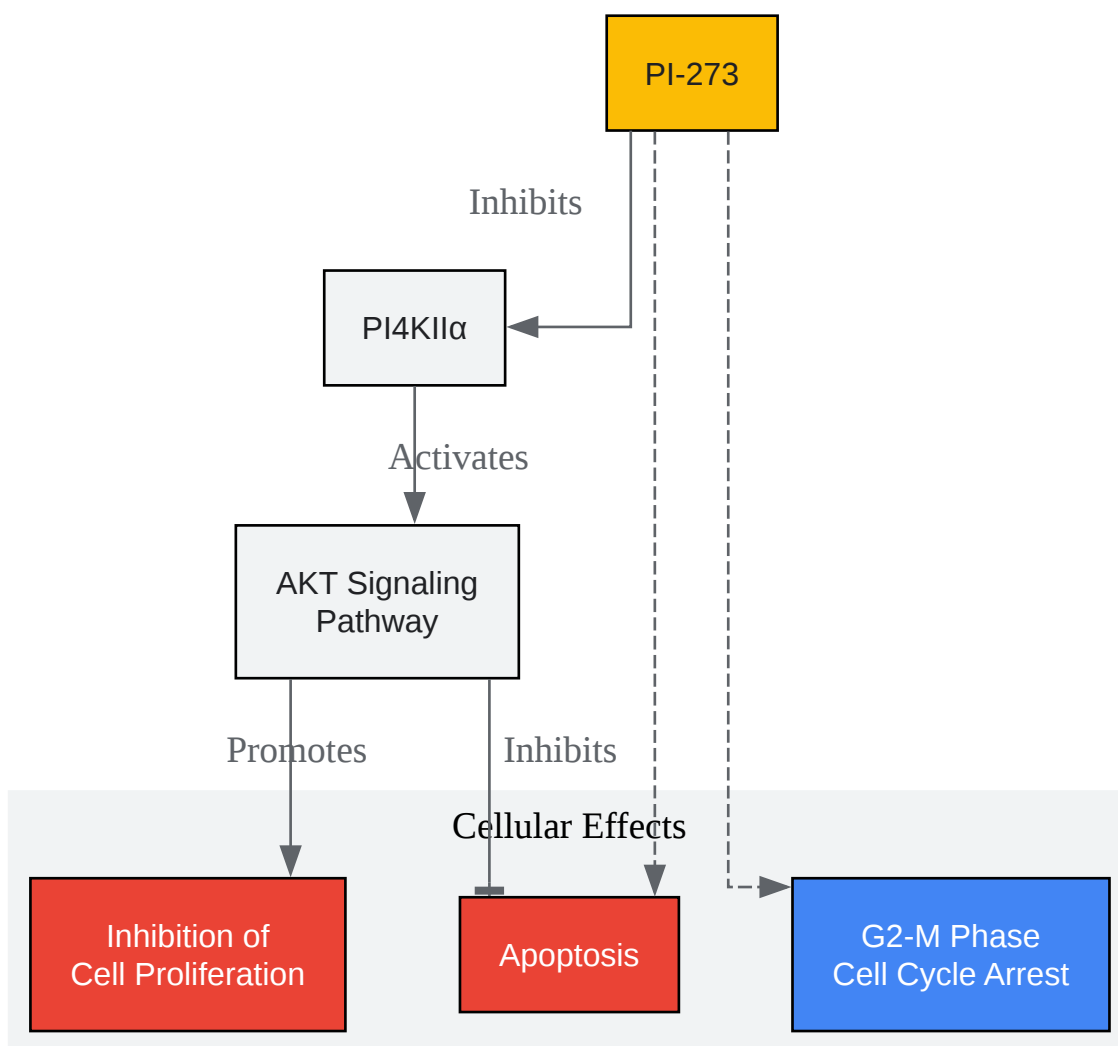 PI-273
Inhibits
PI4KIIα
Activates
AKT Signaling
Pathway
Promotes
Inhibits
Cellular Effects
Inhibition of
Cell Proliferation
Apoptosis
G2-M Phase
Cell Cycle Arrest